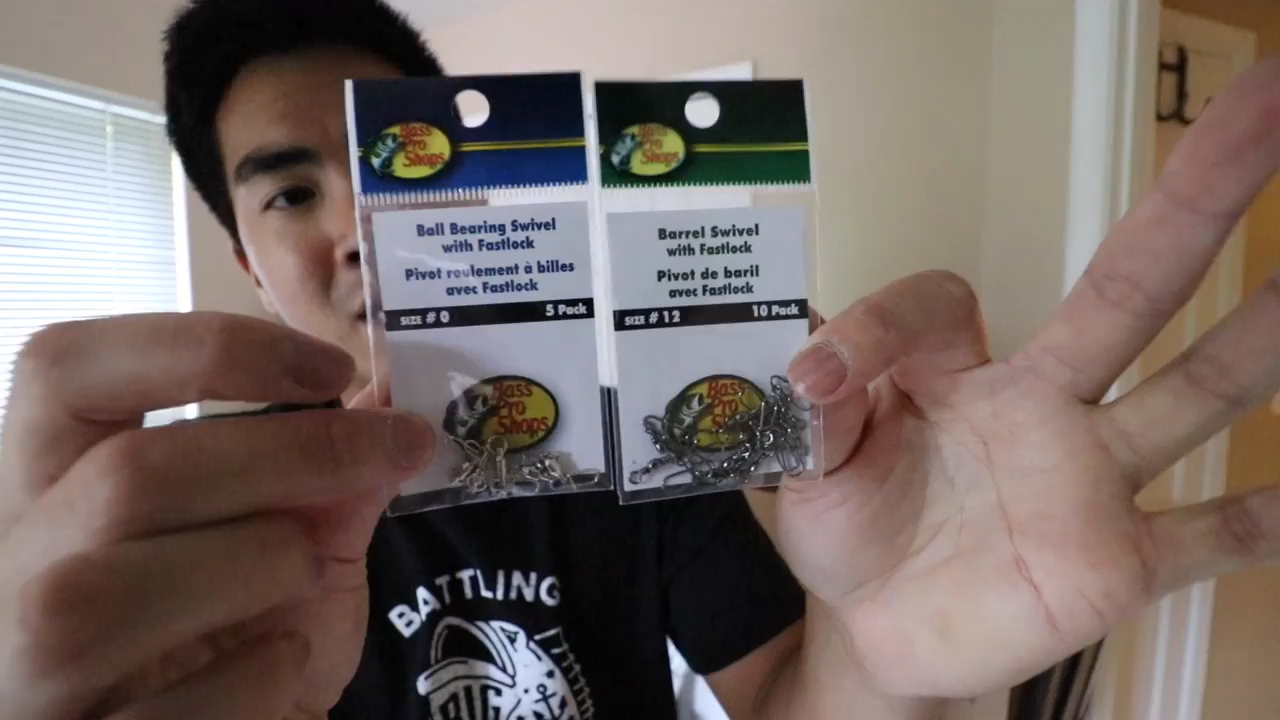 Bass
Pro
Shops
Ball Bearing Swivel
with Fastlock
Pivot roulement à billes
avec Fastlock
SIZE # 0 5 Pack
Bass
Pro
Shops
Bass
Pro
Shops
Barrel Swivel
with Fastlock
Pivot de baril
avec Fastlock
SIZE # 12 10 Pack
Bass
Pro
Shops
BATTLING
BIG